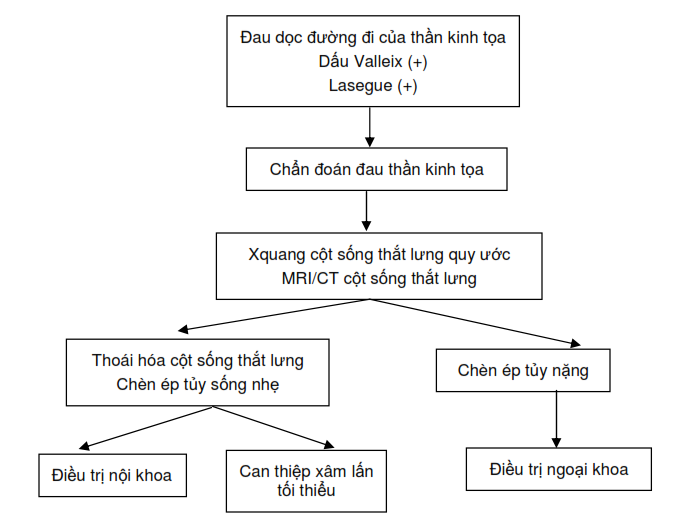 Đau dọc đường đi của thần kinh tọa
Dấu Valleix (+)
Lasegue (+)
Chẩn đoán đau thần kinh tọa
Xquang cột sống thắt lưng quy ước
MRI/CT cột sống thắt lưng
Thoái hóa cột sống thắt lưng
Chèn ép tủy sống nhẹ
Chèn ép tủy nặng
Điều trị nội khoa
Can thiệp xâm lấn
tối thiểu
Điều trị ngoại khoa